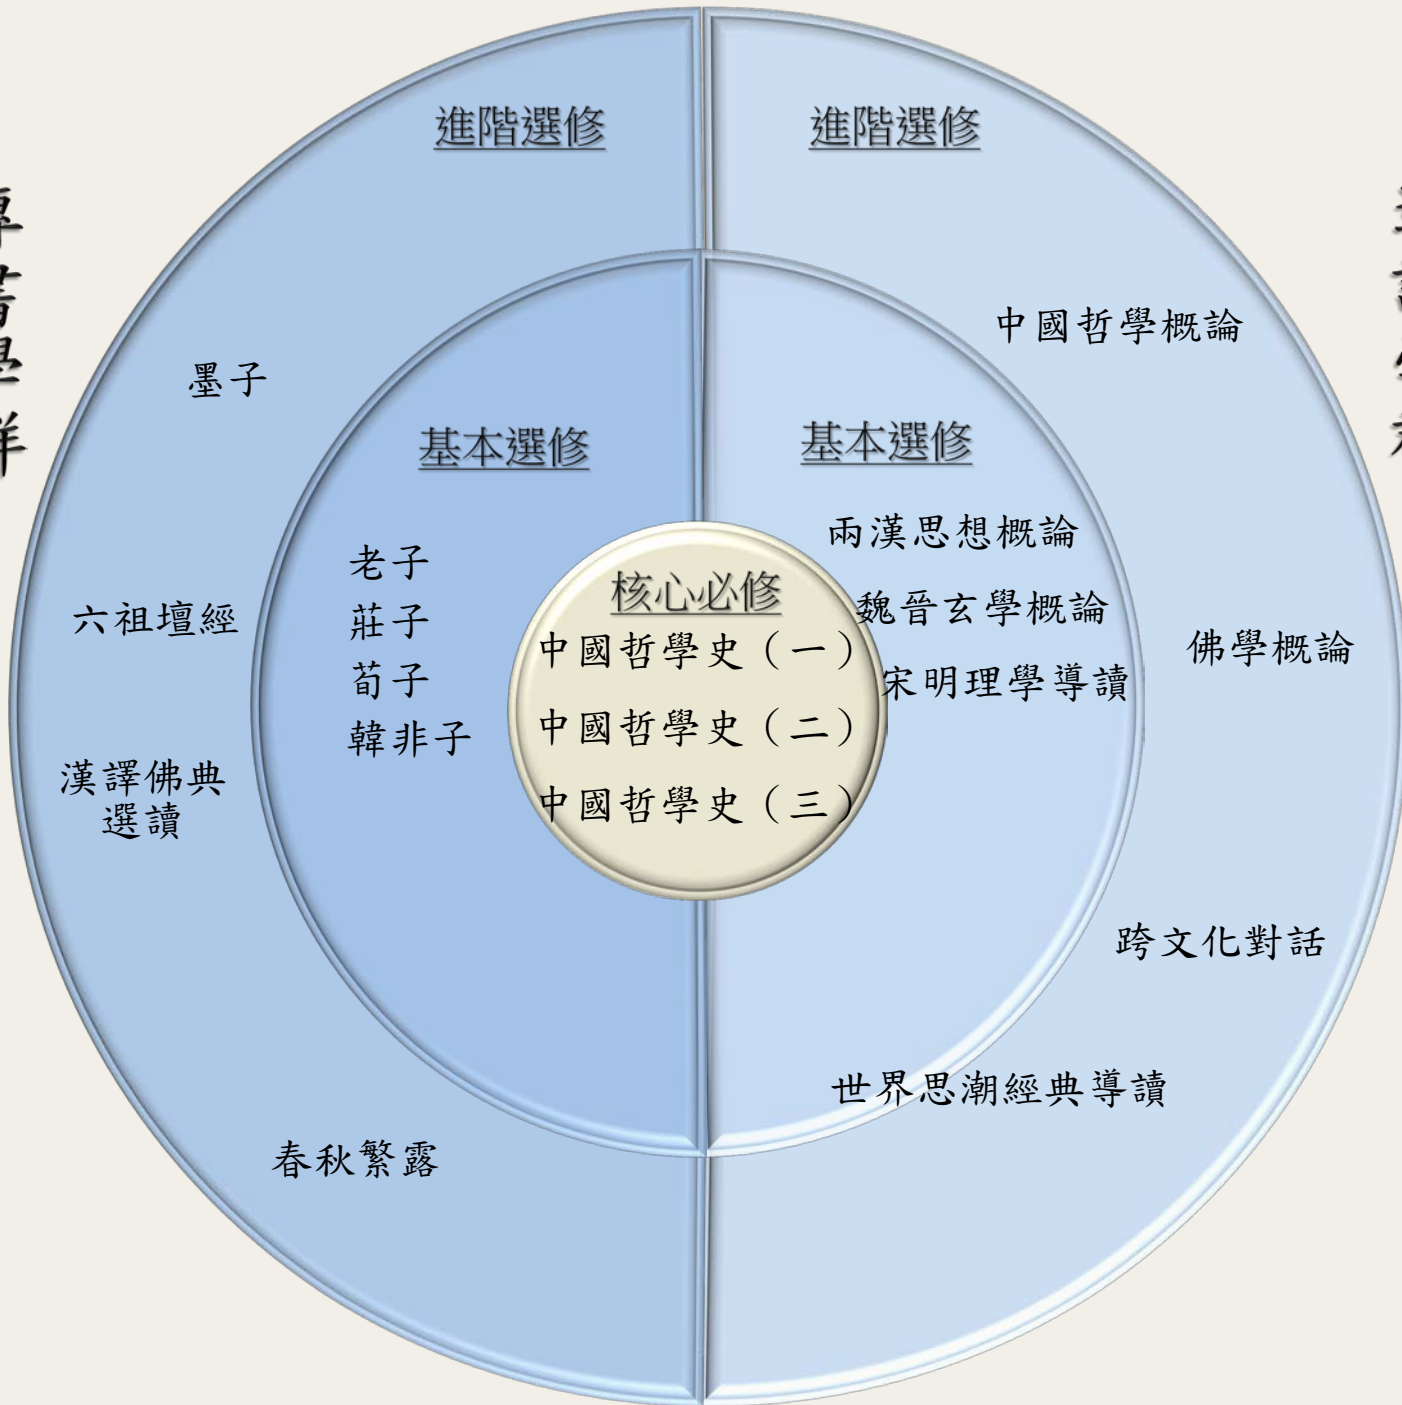 專書學群
進階選修
墨子
六祖壇經
漢譯佛典
選讀
春秋繁露
基本選修
老子
莊子
荀子
韓非子
核心必修
中國哲學史（一）
中國哲學史（二）
中國哲學史（三）
基本選修
兩漢思想概論
魏晉玄學概論
宋明理學導讀
進階選修
中國哲學概論
佛學概論
跨文化對話
世界思潮經典導讀